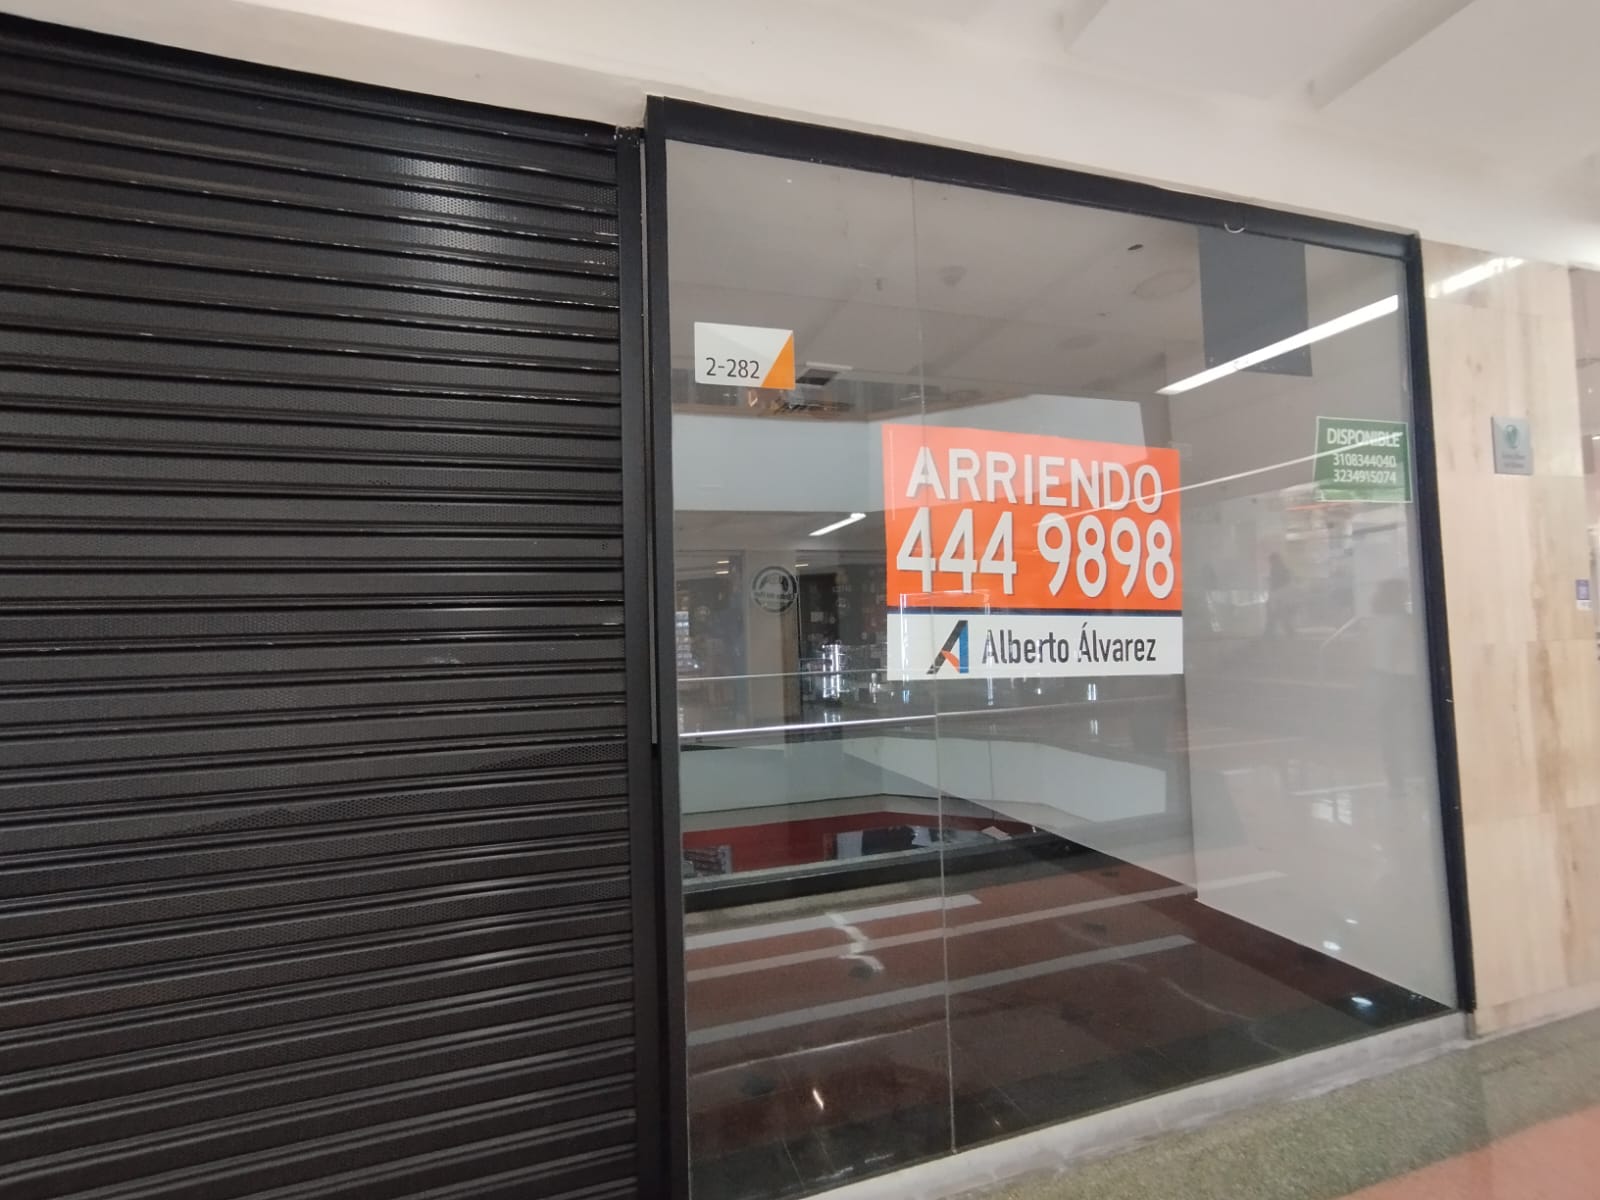 2-282
ARRIENDO
444 9898
Alberto Álvarez
DISPONIBLE
3108344040
3234915074